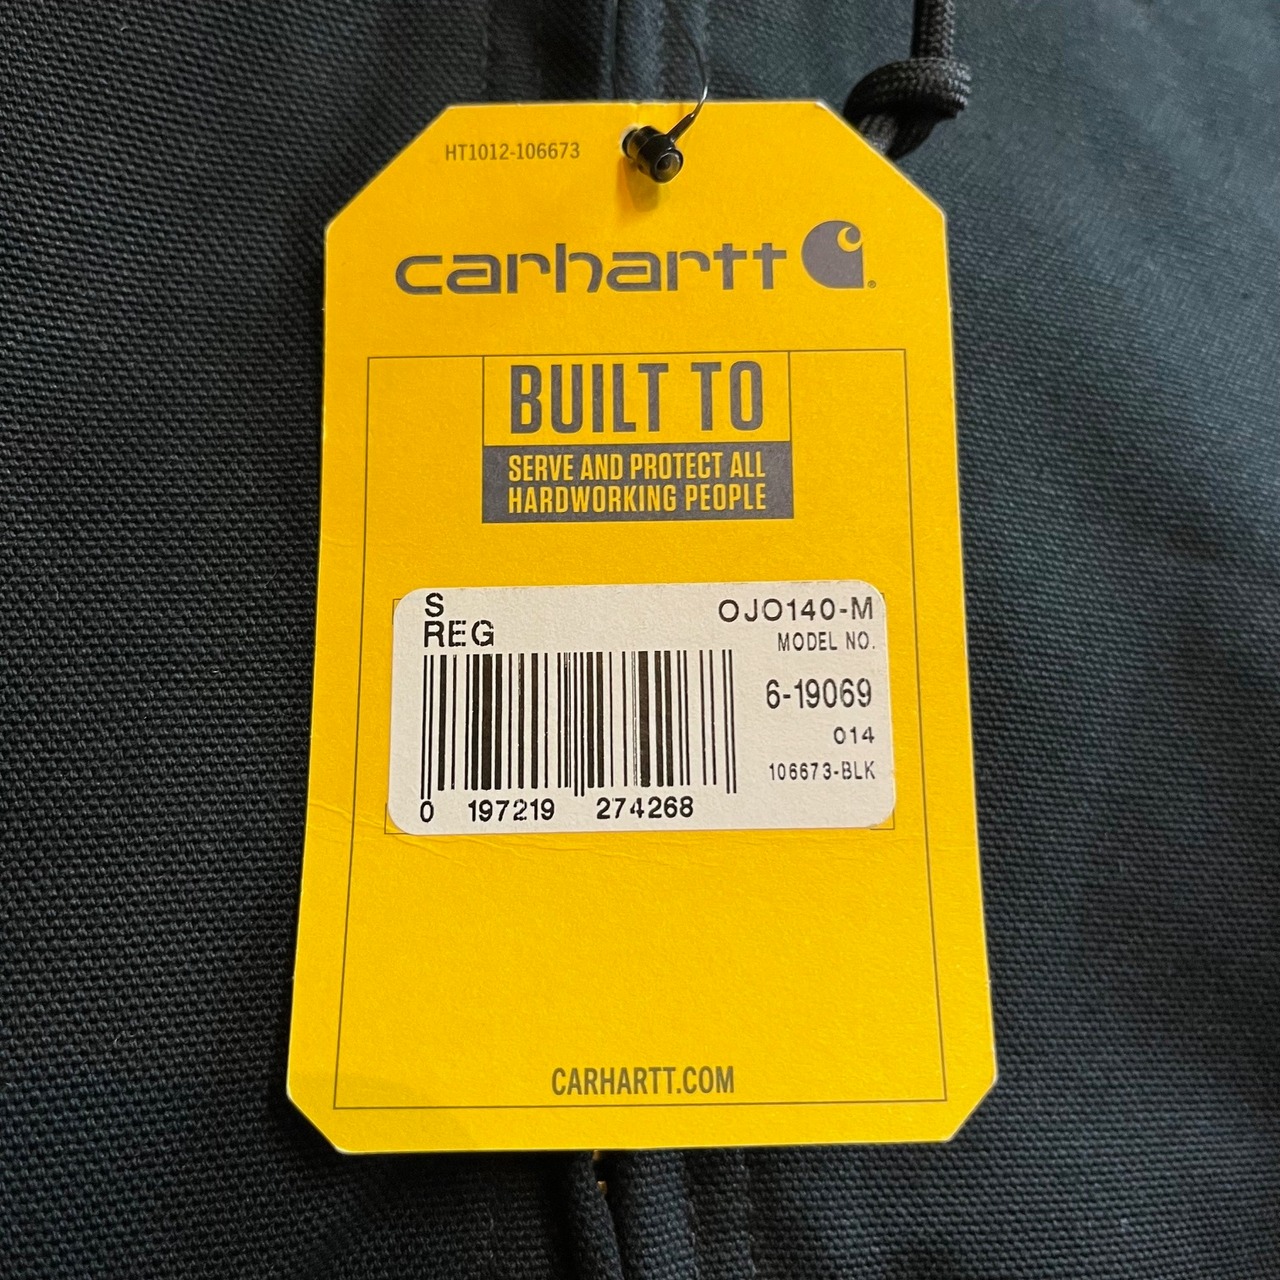 HT1012-106673
carhartt
BUILT TO
SERVE AND PROTECT ALL
HARDWORKING PEOPLE
S
REG
OJO140-M
MODEL NO.
6-19069
014
106673-BLK
0 197219 274268
CARHARTT.COM